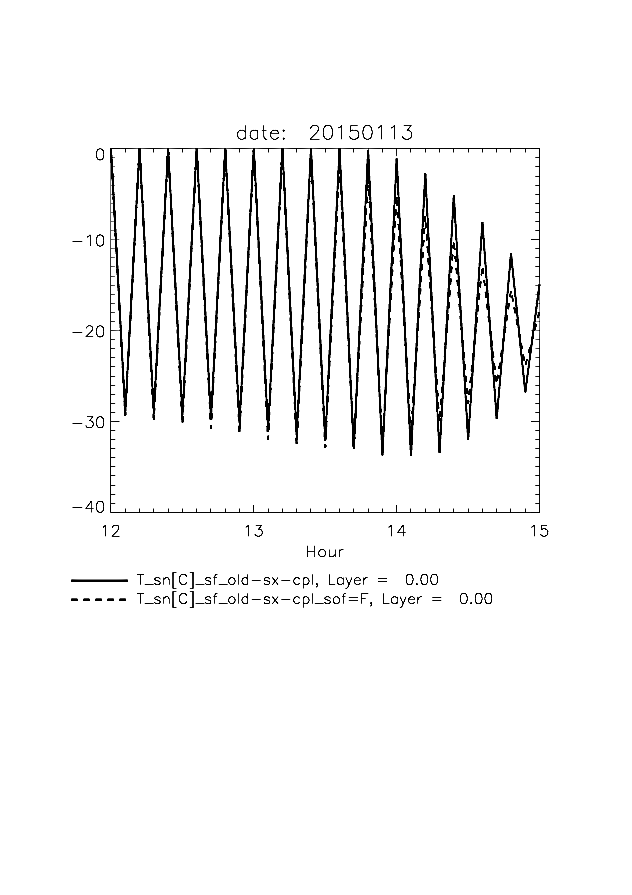 date: 20150113
0
-10
-20
-30
-40
12 13 14 15
Hour
T_sn[C]_sf_old-sx-cpl, Layer = 0.00
T_sn[C]_sf_old-sx-cpl_sof=F, Layer = 0.00